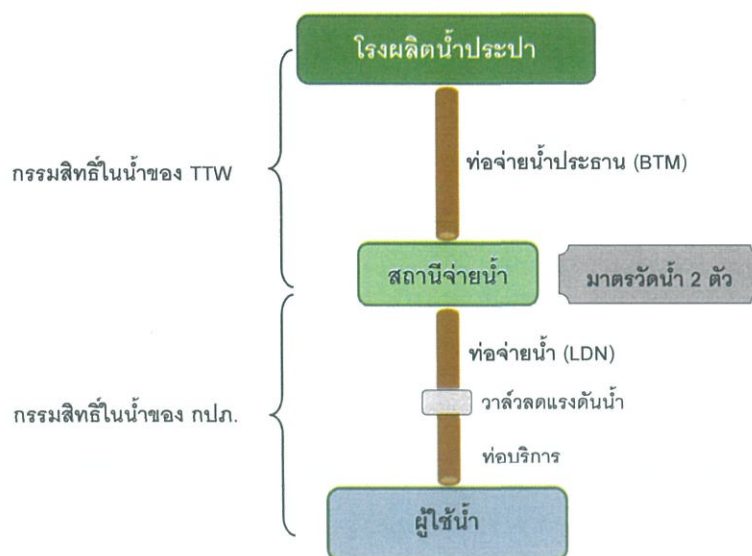 โรงผลิตน้ำประปา
กรรมสิทธิ์ในน้ำของ TTW
ท่อจ่ายน้ำประธาน (BTM)
สถานีจ่ายน้ำ
มาตรวัดน้ำ 2 ตัว
ท่อจ่ายน้ำ (LDN)
วาล์วลดแรงดันน้ำ
กรรมสิทธิ์ในน้ำของ กปภ.
ท่อบริการ
ผู้ใช้น้ำ